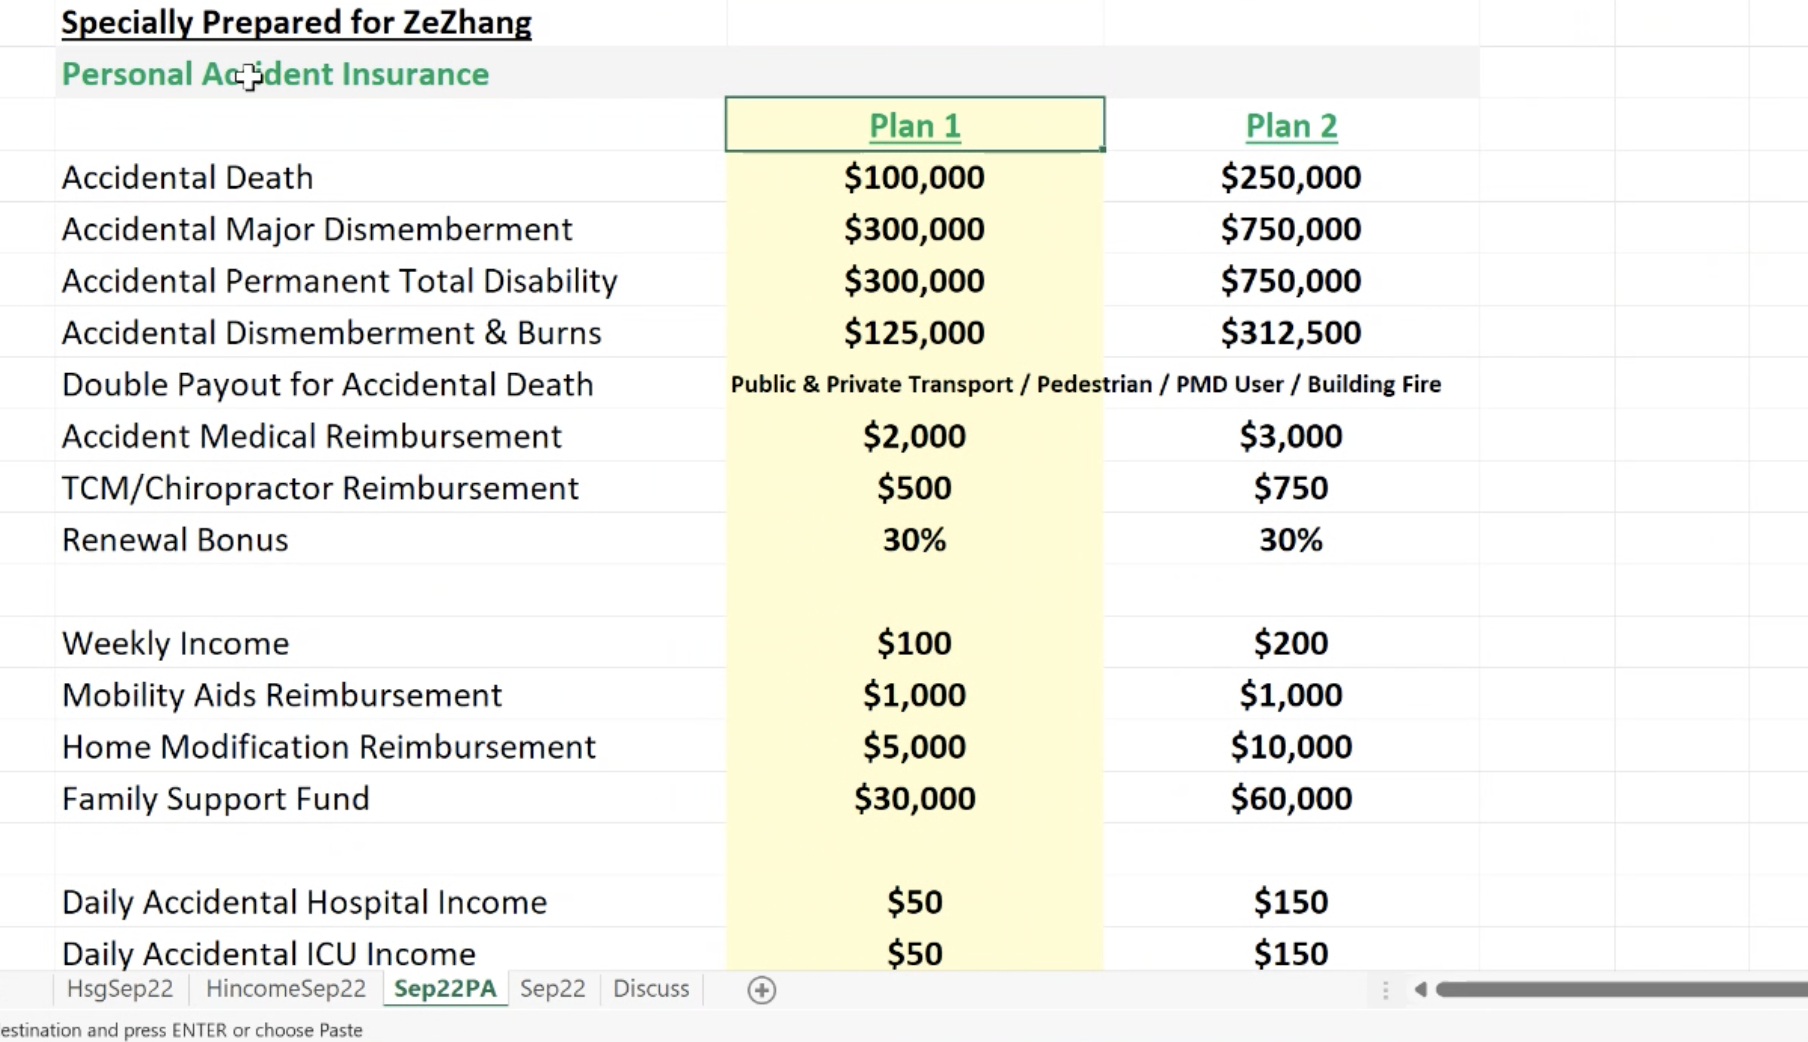 Specially Prepared for ZeZhang
Personal Accident Insurance
Plan 1 Plan 2
Accidental Death $100,000 $250,000
Accidental Major Dismemberment $300,000 $750,000
Accidental Permanent Total Disability $300,000 $750,000
Accidental Dismemberment & Burns $125,000 $312,500
Double Payout for Accidental Death Public & Private Transport / Pedestrian / PMD User / Building Fire
Accident Medical Reimbursement $2,000 $3,000
TCM/Chiropractor Reimbursement $500 $750
Renewal Bonus 30% 30%
Weekly Income $100 $200
Mobility Aids Reimbursement $1,000 $1,000
Home Modification Reimbursement $5,000 $10,000
Family Support Fund $30,000 $60,000
Daily Accidental Hospital Income $50 $150
Daily Accidental ICU Income $50 $150
HsgSep22 HincomeSep22 Sep22PA Sep22 Discuss
estination and press ENTER or choose Paste